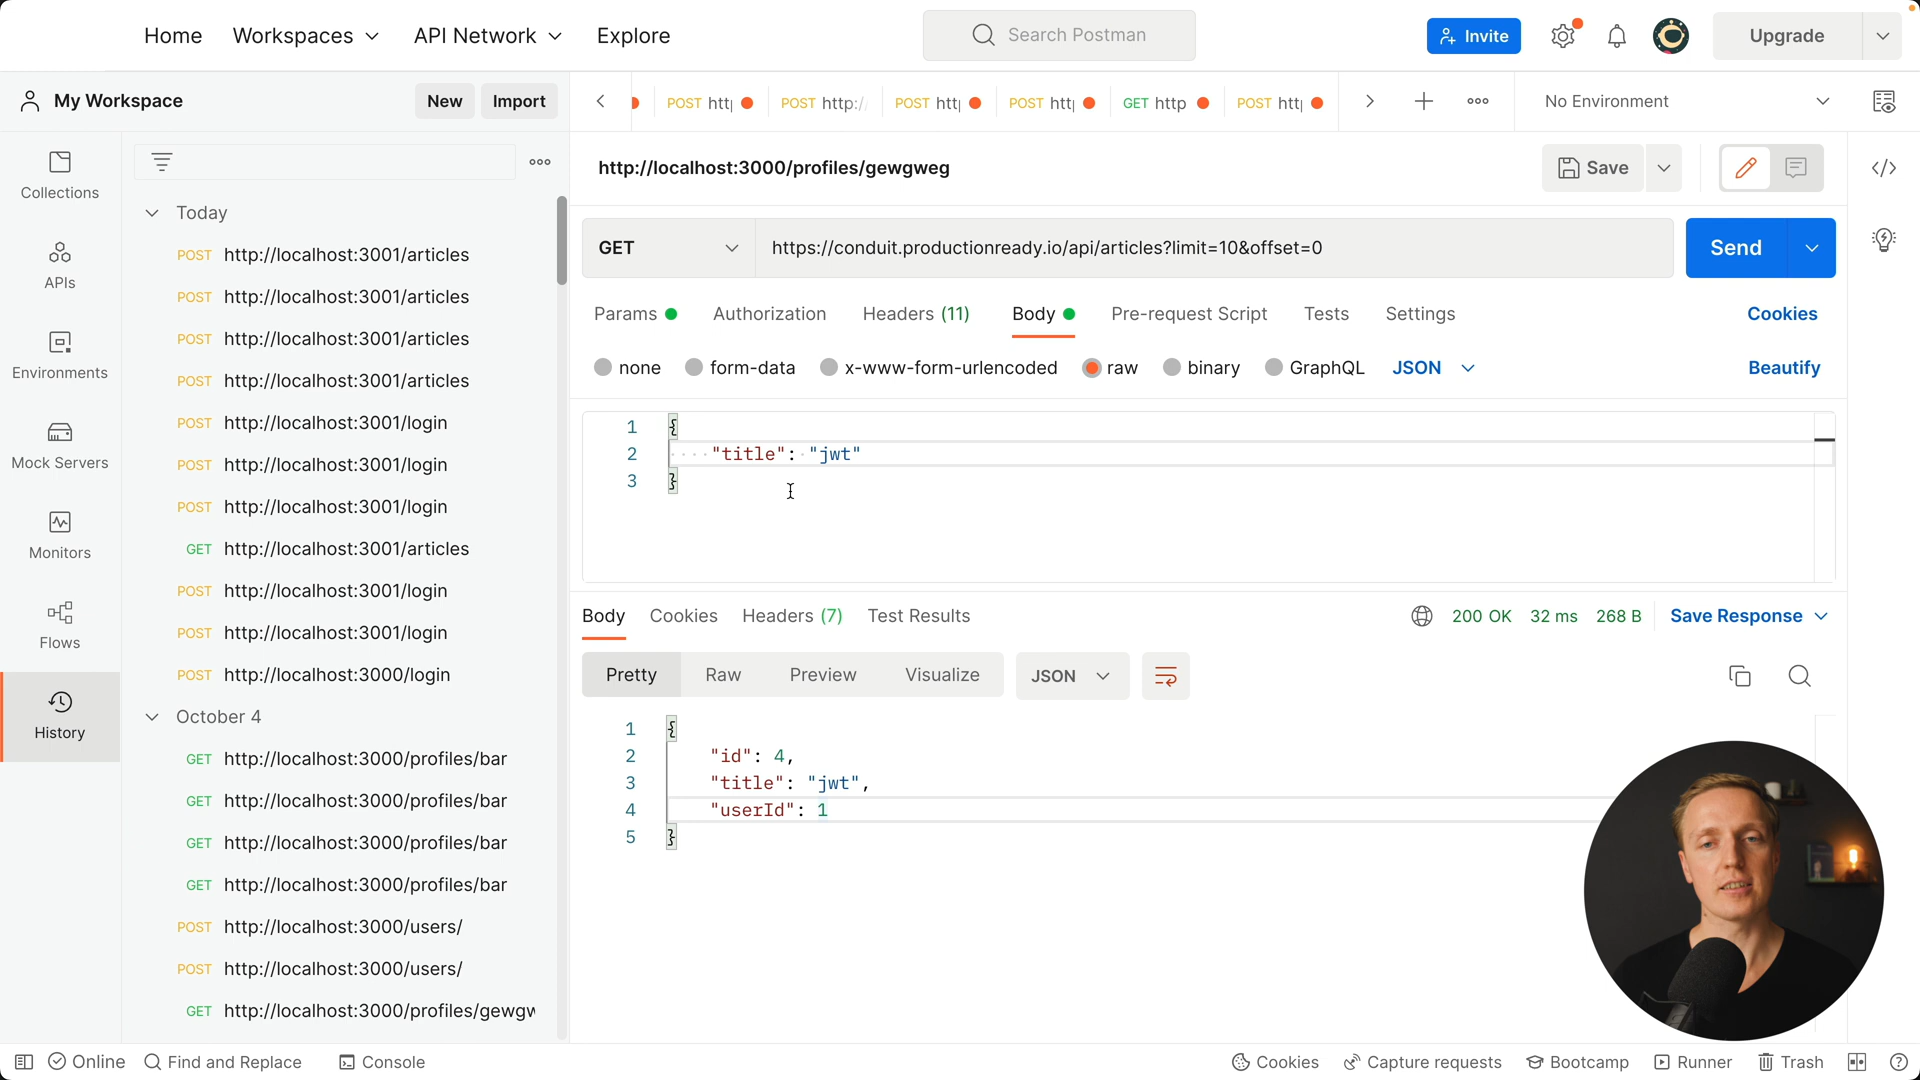 Home Workspaces API Network Explore Search Postman Invite Upgrade
My Workspace New Import
POST htt POST http:/ POST htt POST htt GET http POST htt No Environment
Collections
APIs
Environments
Mock Servers
Monitors
Flows
History
Today
POST http://localhost:3001/articles
POST http://localhost:3001/articles
POST http://localhost:3001/articles
POST http://localhost:3001/articles
POST http://localhost:3001/login
POST http://localhost:3001/login
POST http://localhost:3001/login
GET http://localhost:3001/articles
POST http://localhost:3001/login
POST http://localhost:3001/login
POST http://localhost:3000/login
October 4
GET http://localhost:3000/profiles/bar
GET http://localhost:3000/profiles/bar
GET http://localhost:3000/profiles/bar
GET http://localhost:3000/profiles/bar
POST http://localhost:3000/users/
POST http://localhost:3000/users/
GET http://localhost:3000/profiles/gewgw
http://localhost:3000/profiles/gewgweg Save
GET https://conduit.productionready.io/api/articles?limit=10&offset=0 Send
Params Authorization Headers (11) Body Pre-request Script Tests Settings Cookies
none form-data x-www-form-urlencoded raw binary GraphQL JSON Beautify
1 {
2 ····"title":·"jwt"
3 }
Body Cookies Headers (7) Test Results 200 OK 32 ms 268 B Save Response
Pretty Raw Preview Visualize JSON
1 {
2 "id": 4,
3 "title": "jwt",
4 "userId": 1
5 }
Online Find and Replace Console Cookies Capture requests Bootcamp Runner Trash